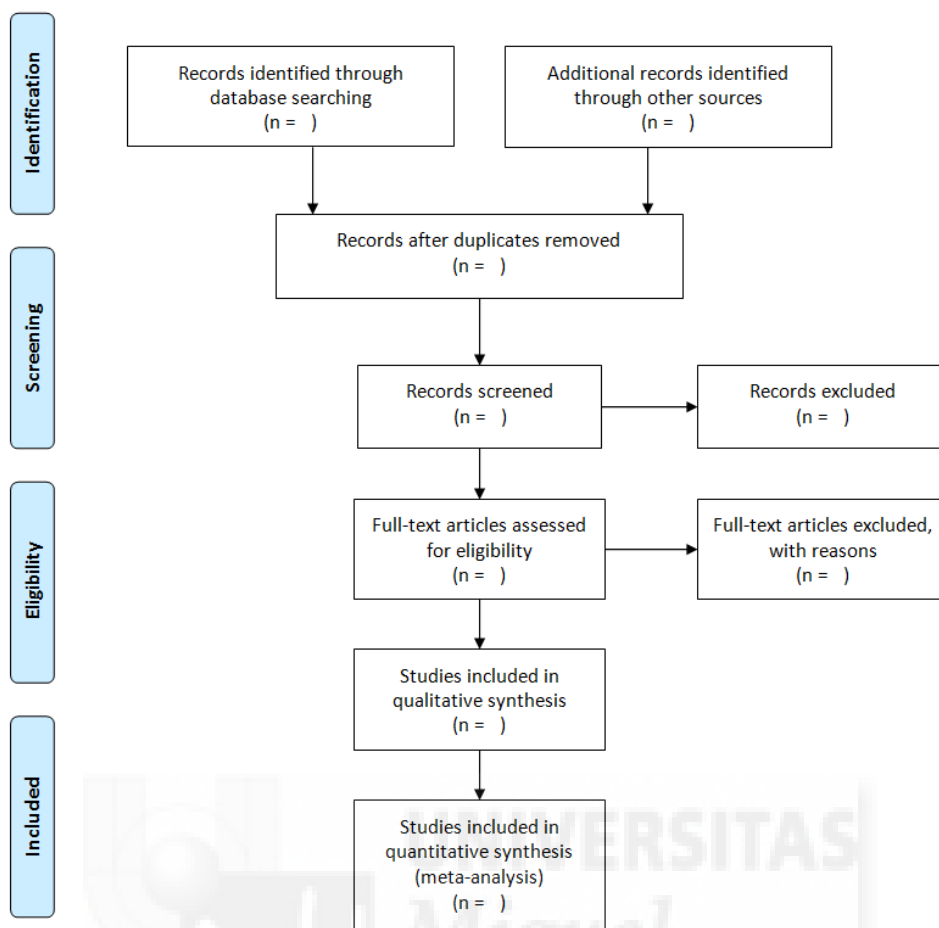 Identification
Records identified through
database searching
(n =   )
Additional records identified
through other sources
(n =   )
Records after duplicates removed
(n =   )
Screening
Records screened
(n =   )
Records excluded
(n =   )
Eligibility
Full-text articles assessed
for eligibility
(n =   )
Full-text articles excluded,
with reasons
(n =   )
Studies included in
qualitative synthesis
(n =   )
Included
Studies included in
quantitative synthesis
(meta-analysis)
(n =   )
UNIVERSITAS
Miguel